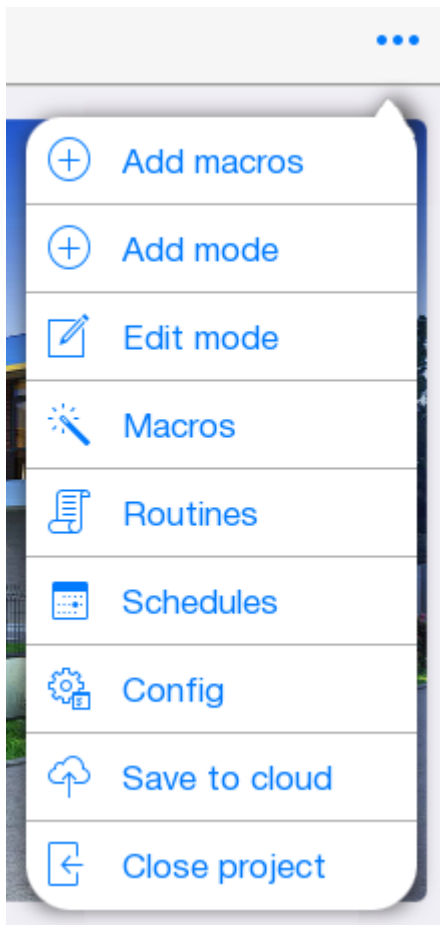 Add macros
Add mode
Edit mode
Macros
Routines
Schedules
Config
Save to cloud
Close project